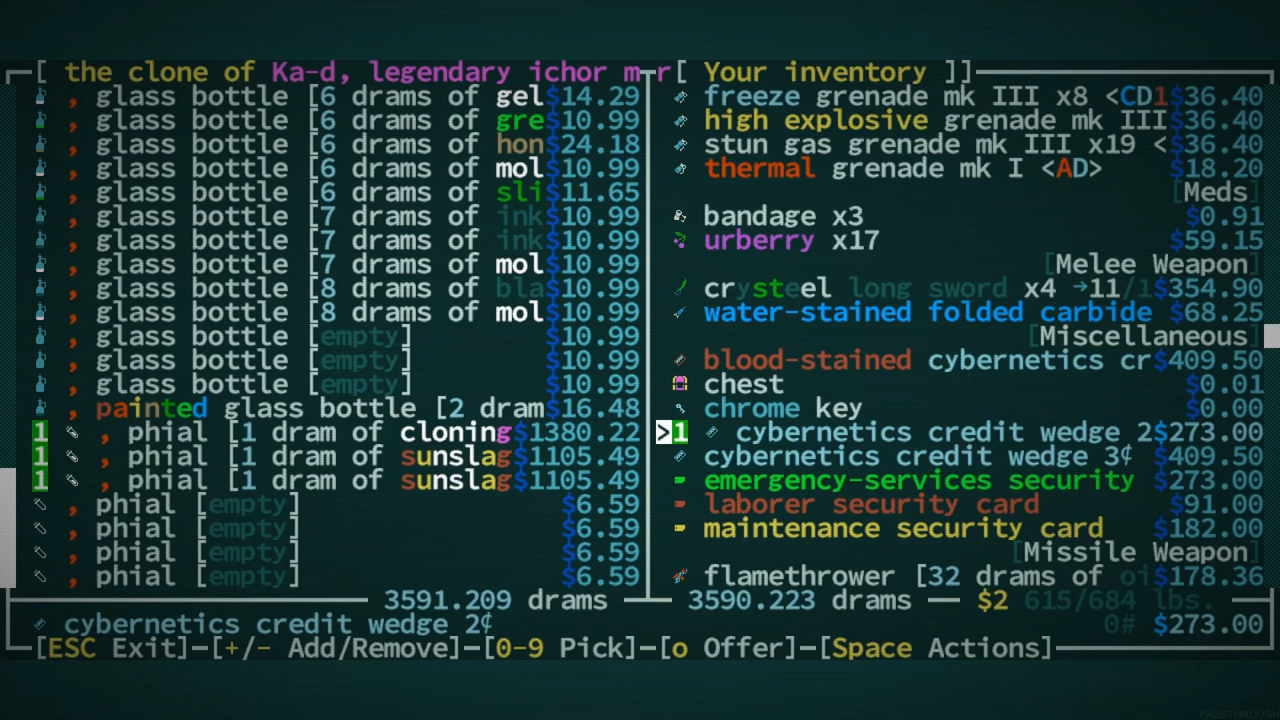 [ the clone of Ka-d, legendary ichor m
, glass bottle [6 drams of gel $14.29
, glass bottle [6 drams of gre $10.99
, glass bottle [6 drams of hon $24.18
, glass bottle [6 drams of mol $10.99
, glass bottle [6 drams of sli $11.65
, glass bottle [7 drams of ink $10.99
, glass bottle [7 drams of ink $10.99
, glass bottle [7 drams of mol $10.99
, glass bottle [8 drams of bla $10.99
, glass bottle [8 drams of mol $10.99
, glass bottle [empty] $10.99
, glass bottle [empty] $10.99
, glass bottle [empty] $10.99
, painted glass bottle [2 dram $16.48
1 , phial [1 dram of cloning $1380.22
1 , phial [1 dram of sunslag $1105.49
1 , phial [1 dram of sunslag $1105.49
, phial [empty] $6.59
, phial [empty] $6.59
, phial [empty] $6.59
, phial [empty] $6.59
r[ Your inventory ]]
freeze grenade mk III x8 <CD1 $36.40
high explosive grenade mk III $36.40
stun gas grenade mk III x19 < $36.40
thermal grenade mk I <AD> $18.20
[Meds]
bandage x3 $0.91
urberry x17 $59.15
[Melee Weapon]
crysteel long sword x4 →11/1 $354.90
water-stained folded carbide $68.25
[Miscellaneous]
blood-stained cybernetics cr $409.50
chest $0.01
chrome key $0.00
>1 cybernetics credit wedge 2 $273.00
cybernetics credit wedge 3¢ $409.50
emergency-services security $273.00
laborer security card $91.00
maintenance security card $182.00
[Missile Weapon]
flamethrower [32 drams of oi $178.36
3591.209 drams 3590.223 drams $2 615/684 lbs.
cybernetics credit wedge 2¢ 0# $273.00
[ESC Exit]-[+/- Add/Remove]-[0-9 Pick]-[o Offer]-[Space Actions]